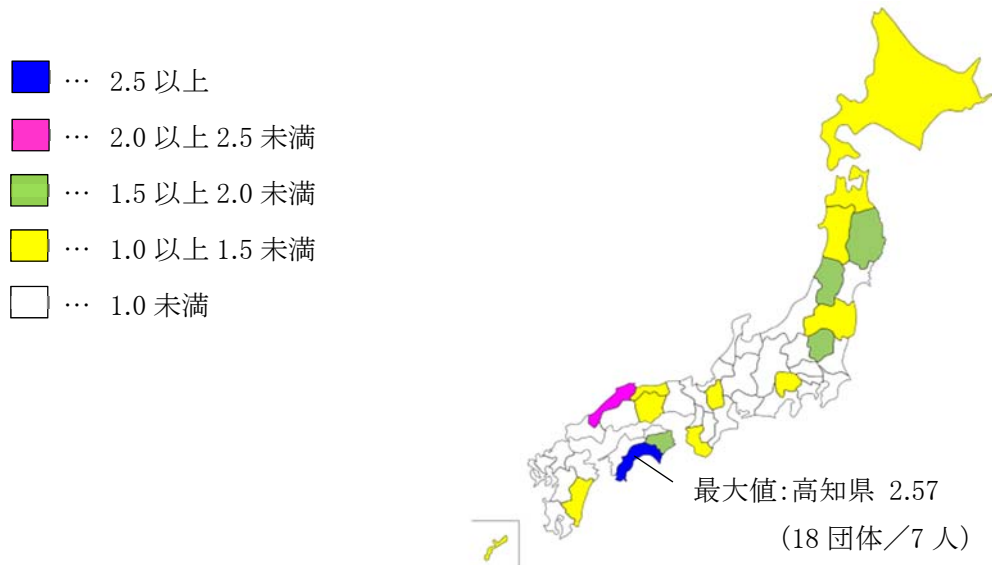 … 2.5 以上
… 2.0 以上 2.5 未満
… 1.5 以上 2.0 未満
… 1.0 以上 1.5 未満
… 1.0 未満
最大値:高知県 2.57
(18 団体／7 人)